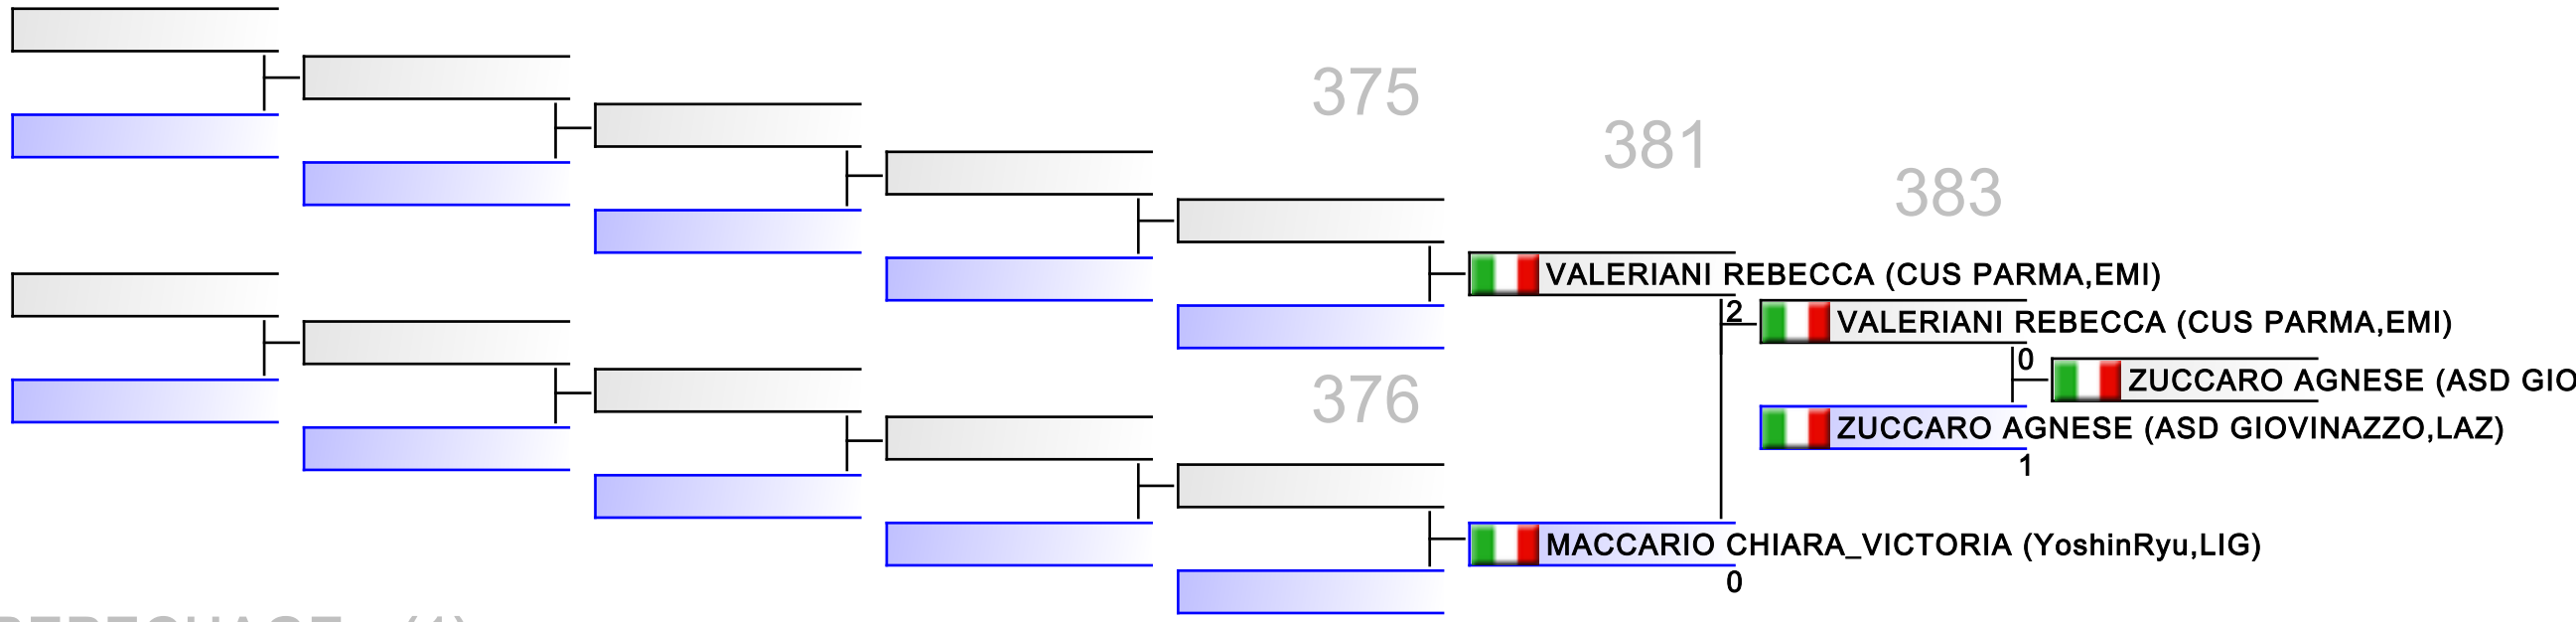 375
381
383
VALERIANI REBECCA (CUS PARMA,EMI)
2
VALERIANI REBECCA (CUS PARMA,EMI)
0
ZUCCARO AGNESE (ASD GIO
376
ZUCCARO AGNESE (ASD GIOVINAZZO,LAZ)
1
MACCARIO CHIARA_VICTORIA (YoshinRyu,LIG)
0